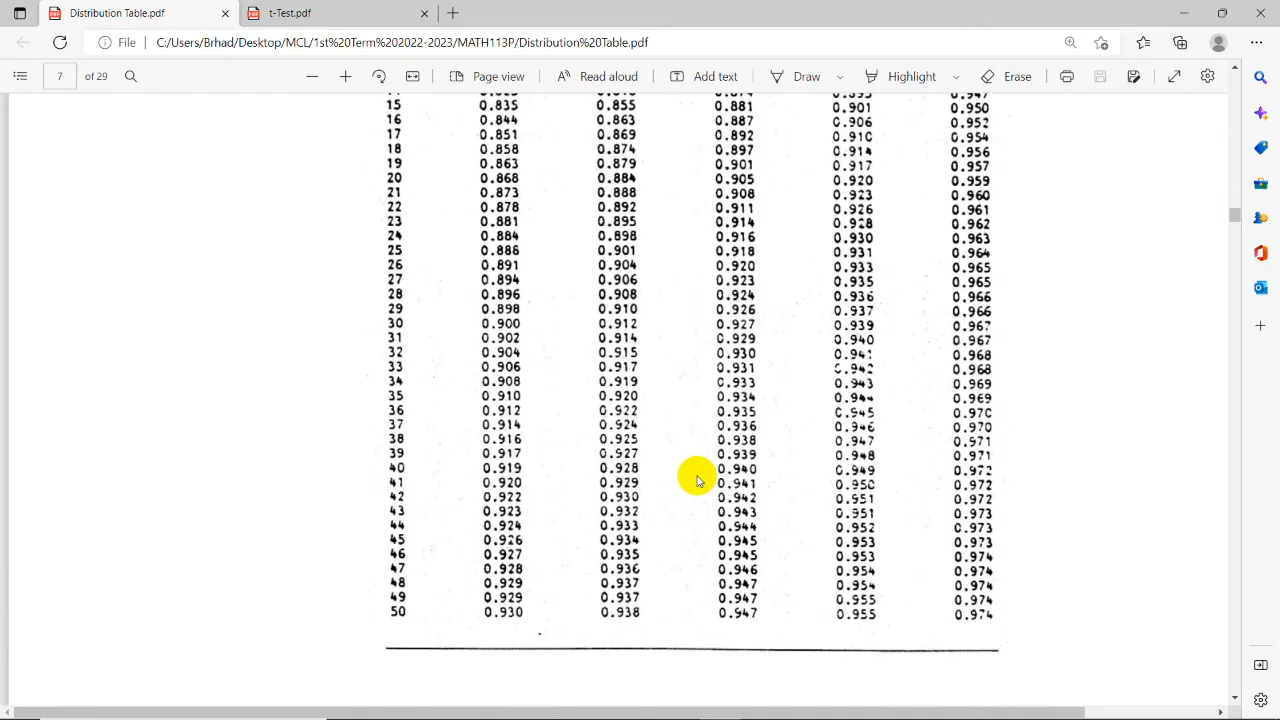 Distribution Table.pdf
t-Test.pdf
File C:/Users/Brhad/Desktop/MCL/1st%20Term%202022-2023/MATH113P/Distribution%20Table.pdf
7 of 29 Page view Read aloud Add text Draw Highlight Erase
15 0.835 0.855 0.881 0.901 0.950
16 0.844 0.863 0.887 0.906 0.952
17 0.851 0.869 0.892 0.910 0.954
18 0.858 0.874 0.897 0.914 0.956
19 0.863 0.879 0.901 0.917 0.957
20 0.868 0.884 0.905 0.920 0.959
21 0.873 0.888 0.908 0.923 0.960
22 0.878 0.892 0.911 0.926 0.961
23 0.881 0.895 0.914 0.928 0.962
24 0.884 0.898 0.916 0.930 0.963
25 0.886 0.901 0.918 0.931 0.964
26 0.891 0.904 0.920 0.933 0.965
27 0.894 0.906 0.923 0.935 0.965
28 0.896 0.908 0.924 0.936 0.966
29 0.898 0.910 0.926 0.937 0.966
30 0.900 0.912 0.927 0.939 0.967
31 0.902 0.914 0.929 0.940 0.967
32 0.904 0.915 0.930 0.941 0.968
33 0.906 0.917 0.931 0.942 0.968
34 0.908 0.919 0.933 0.943 0.969
35 0.910 0.920 0.934 0.944 0.969
36 0.912 0.922 0.935 0.945 0.970
37 0.914 0.924 0.936 0.946 0.970
38 0.916 0.925 0.938 0.947 0.971
39 0.917 0.927 0.939 0.948 0.971
40 0.919 0.928 0.940 0.949 0.972
41 0.920 0.929 0.941 0.950 0.972
42 0.922 0.930 0.942 0.951 0.972
43 0.923 0.932 0.943 0.951 0.973
44 0.924 0.933 0.944 0.952 0.973
45 0.926 0.934 0.945 0.953 0.973
46 0.927 0.935 0.945 0.953 0.974
47 0.928 0.936 0.946 0.954 0.974
48 0.929 0.937 0.947 0.954 0.974
49 0.929 0.937 0.947 0.955 0.974
50 0.930 0.938 0.947 0.955 0.974